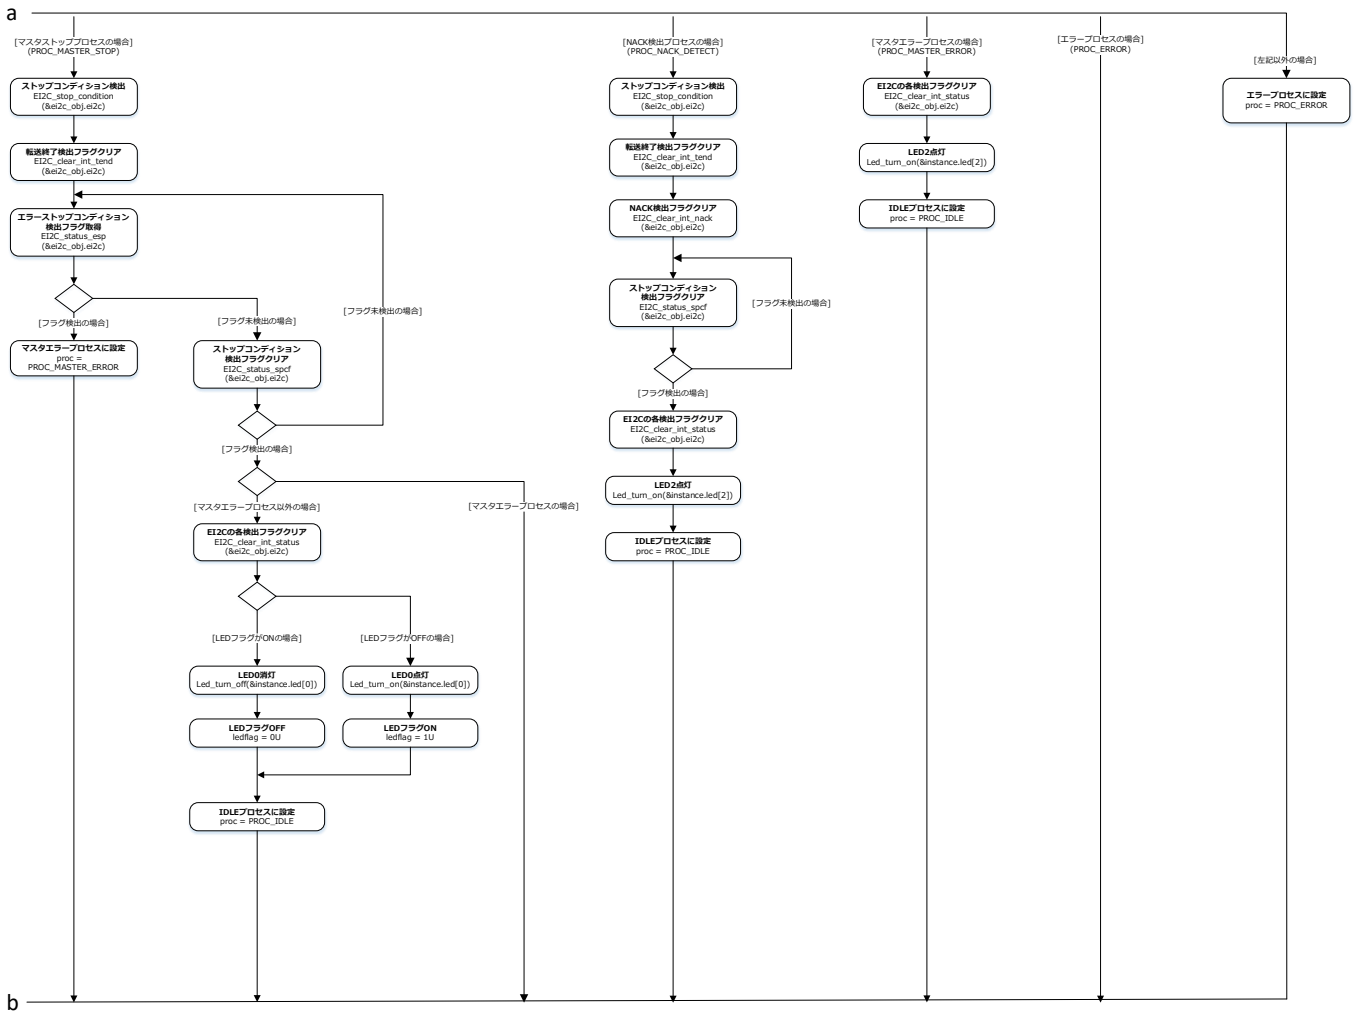 a
[マスタストッププロセスの場合]
(PROC_MASTER_STOP)
ストップコンディション検出
EI2C_stop_condition
(&ei2c_obj.ei2c)
転送終了検出フラグクリア
EI2C_clear_int_tend
(&ei2c_obj.ei2c)
エラーストップコンディション
検出フラグ取得
EI2C_status_esp
(&ei2c_obj.ei2c)
[フラグ検出の場合]
マスタエラープロセスに設定
proc =
PROC_MASTER_ERROR
[フラグ未検出の場合]
ストップコンディション
検出フラグクリア
EI2C_status_spcf
(&ei2c_obj.ei2c)
[フラグ未検出の場合]
[フラグ検出の場合]
[マスタエラープロセス以外の場合]
[マスタエラープロセスの場合]
EI2Cの各検出フラグクリア
EI2C_clear_int_status
(&ei2c_obj.ei2c)
[LEDフラグがONの場合]
[LEDフラグがOFFの場合]
LED0消灯
Led_turn_off(&instance.led[0])
LED0点灯
Led_turn_on(&instance.led[0])
LEDフラグOFF
ledflag = 0U
LEDフラグON
ledflag = 1U
IDLEプロセスに設定
proc = PROC_IDLE
[NACK検出プロセスの場合]
(PROC_NACK_DETECT)
ストップコンディション検出
EI2C_stop_condition
(&ei2c_obj.ei2c)
転送終了検出フラグクリア
EI2C_clear_int_tend
(&ei2c_obj.ei2c)
NACK検出フラグクリア
EI2C_clear_int_nack
(&ei2c_obj.ei2c)
ストップコンディション
検出フラグクリア
EI2C_status_spcf
(&ei2c_obj.ei2c)
[フラグ未検出の場合]
[フラグ検出の場合]
EI2Cの各検出フラグクリア
EI2C_clear_int_status
(&ei2c_obj.ei2c)
LED2点灯
Led_turn_on(&instance.led[2])
IDLEプロセスに設定
proc = PROC_IDLE
[マスタエラープロセスの場合]
(PROC_MASTER_ERROR)
EI2Cの各検出フラグクリア
EI2C_clear_int_status
(&ei2c_obj.ei2c)
LED2点灯
Led_turn_on(&instance.led[2])
IDLEプロセスに設定
proc = PROC_IDLE
[エラープロセスの場合]
(PROC_ERROR)
[左記以外の場合]
エラープロセスに設定
proc = PROC_ERROR
b